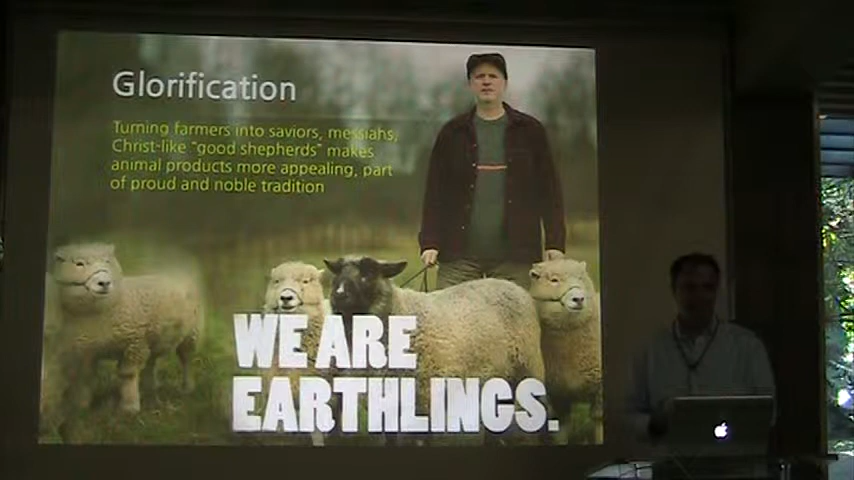 Glorification
Turning farmers into saviors, messiahs,
Christ-like "good shepherds" makes
animal products more appealing, part
of proud and noble tradition
WE ARE
EARTHLINGS.